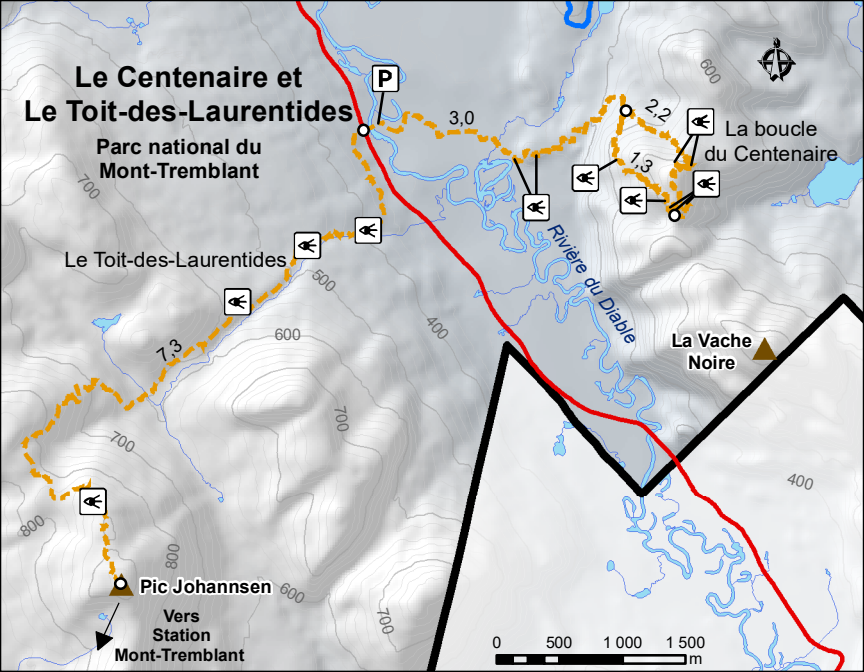 Le Centenaire et
Le Toit-des-Laurentides
Parc national du
Mont-Tremblant
P
3,0
2,2
1,3
600
La boucle
du Centenaire
700
Le Toit-des-Laurentides
500
600
400
7,3
Rivière du Diable
La Vache
Noire
700
700
400
800
800
600
700
Pic Johannsen
Vers
Station
Mont-Tremblant
0 500 1 000 1 500
m